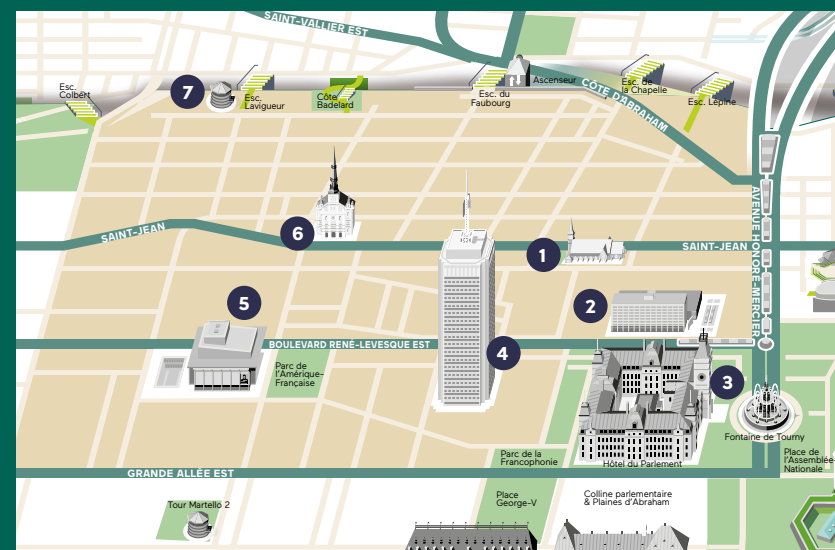 SAINT-VALLIER EST
Esc.
Colbert
7
Esc.
Lavigueur
Côte
Badelard
Esc. du
Faubourg
Ascenseur
Esc. de
la Chapelle
Esc. Lépine
CÔTE D'ABRAHAM
AVENUE HONORÉ-MERCIER
SAINT-JEAN
6
1
SAINT-JEAN
5
2
BOULEVARD RENÉ-LEVESQUE EST
4
3
Parc de
l'Amérique-
Française
Fontaine de Tourny
Parc de la
Francophonie
Hôtel du Parlement
Place de
l'Assemblée-
Nationale
GRANDE ALLÉE EST
Tour Martello 2
Place
George-V
Colline parlementaire
& Plaines d'Abraham